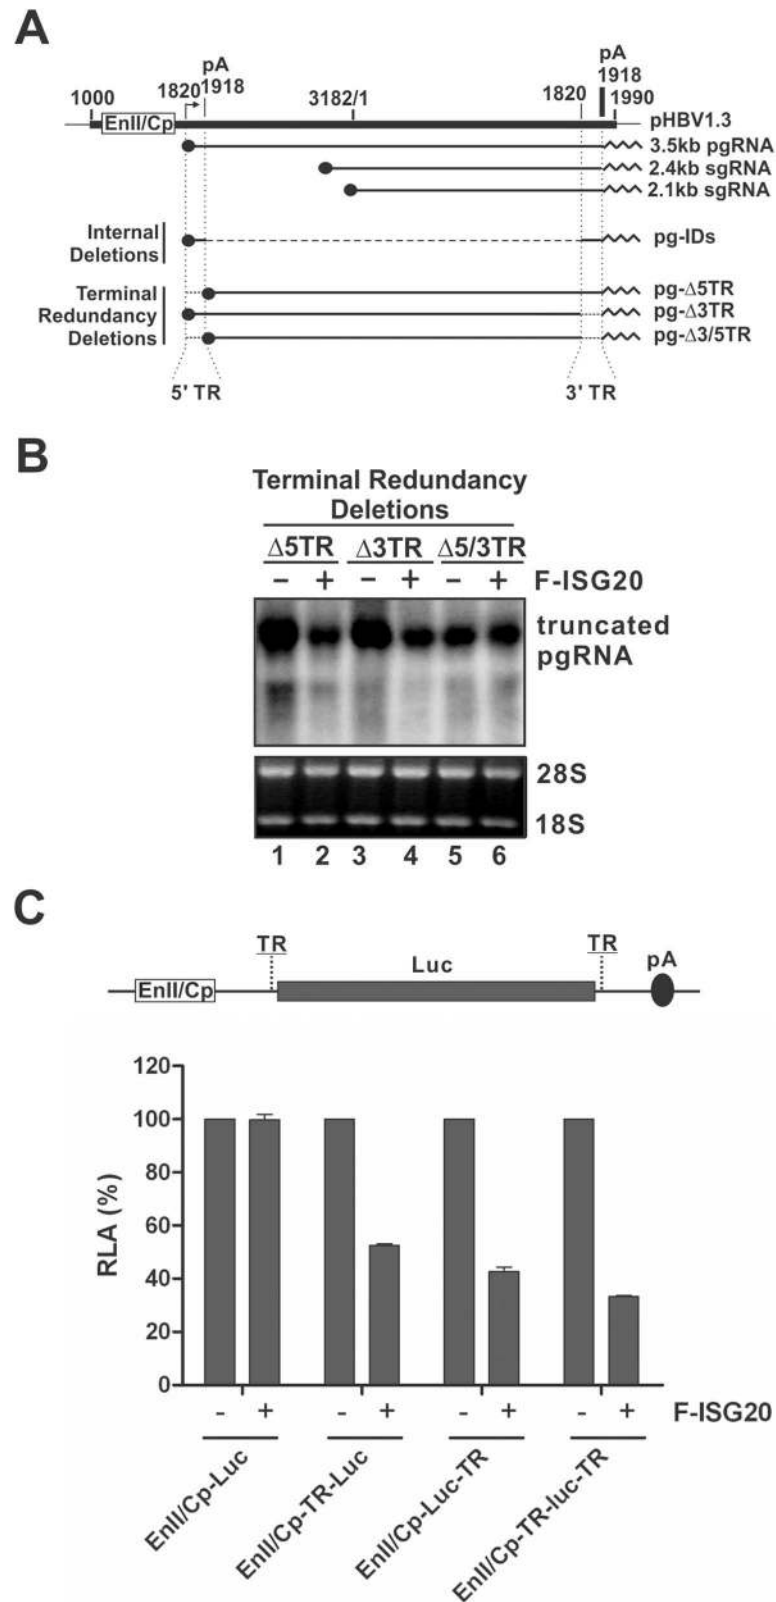 A
pA pA
1820 1918 1918
1000 3182/1 1820 1990
EnII/Cp pHBV1.3
3.5kb pgRNA
2.4kb sgRNA
2.1kb sgRNA
Internal
Deletions pg-IDs
Terminal pg-Δ5TR
Redundancy pg-Δ3TR
Deletions pg-Δ3/5TR
5' TR 3' TR
B
Terminal Redundancy
Deletions
Δ5TR Δ3TR Δ5/3TR
− + − + − + F-ISG20
truncated
pgRNA
28S
18S
1 2 3 4 5 6
C
TR Luc TR pA
EnII/Cp
120
100
80
60
40
20
0
RLA (%)
- + - + - + - + F-ISG20
EnII/Cp-Luc
EnII/Cp-TR-Luc
EnII/Cp-Luc-TR
EnII/Cp-TR-luc-TR